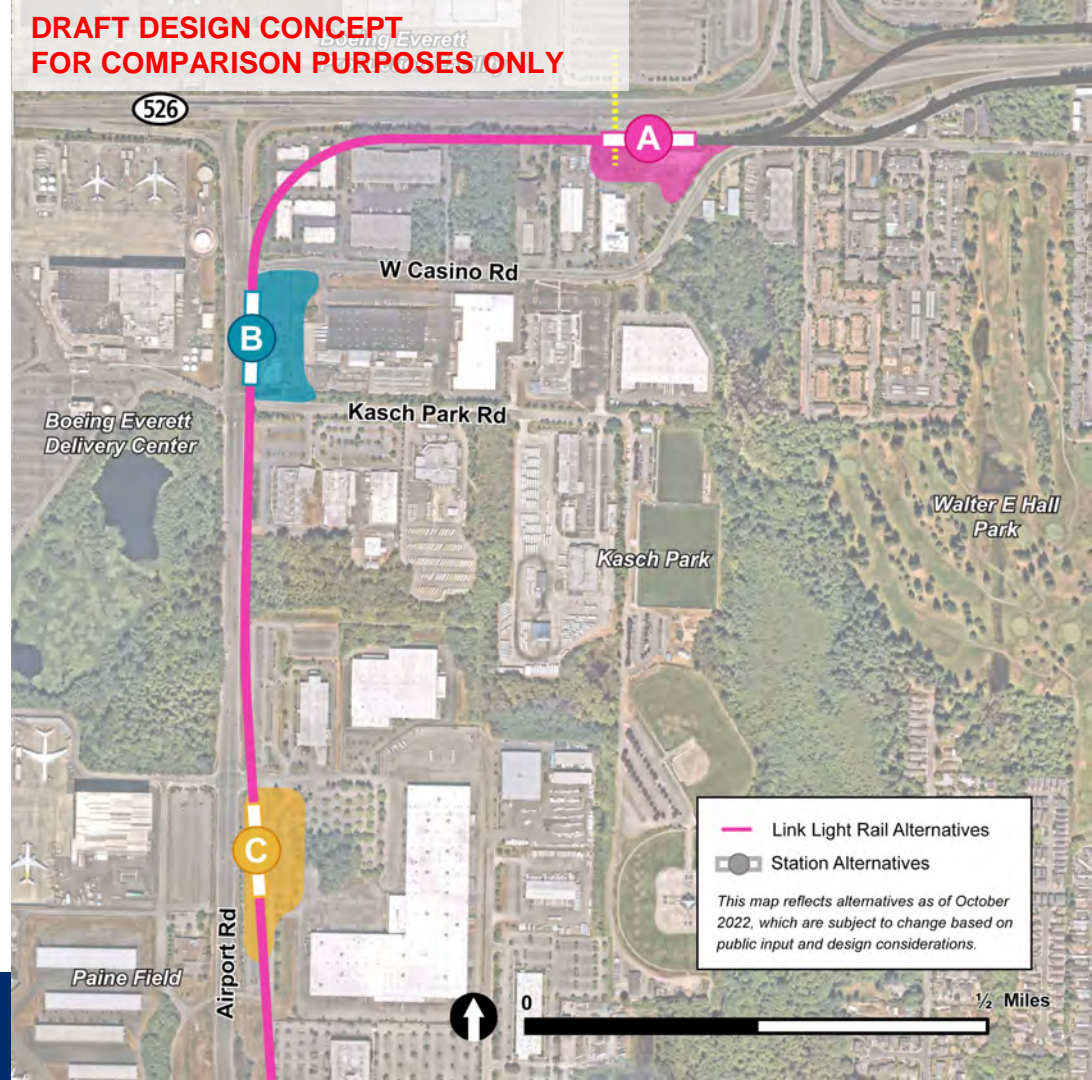 DRAFT DESIGN CONCEPT
FOR COMPARISON PURPOSES ONLY
Boeing Everett
526
A
W Casino Rd
B
Kasch Park Rd
Boeing Everett
Delivery Center
Walter E Hall
Park
Kasch Park
C
Airport Rd
Paine Field
Link Light Rail Alternatives
Station Alternatives
This map reflects alternatives as of October
2022, which are subject to change based on
public input and design considerations.
0
½ Miles